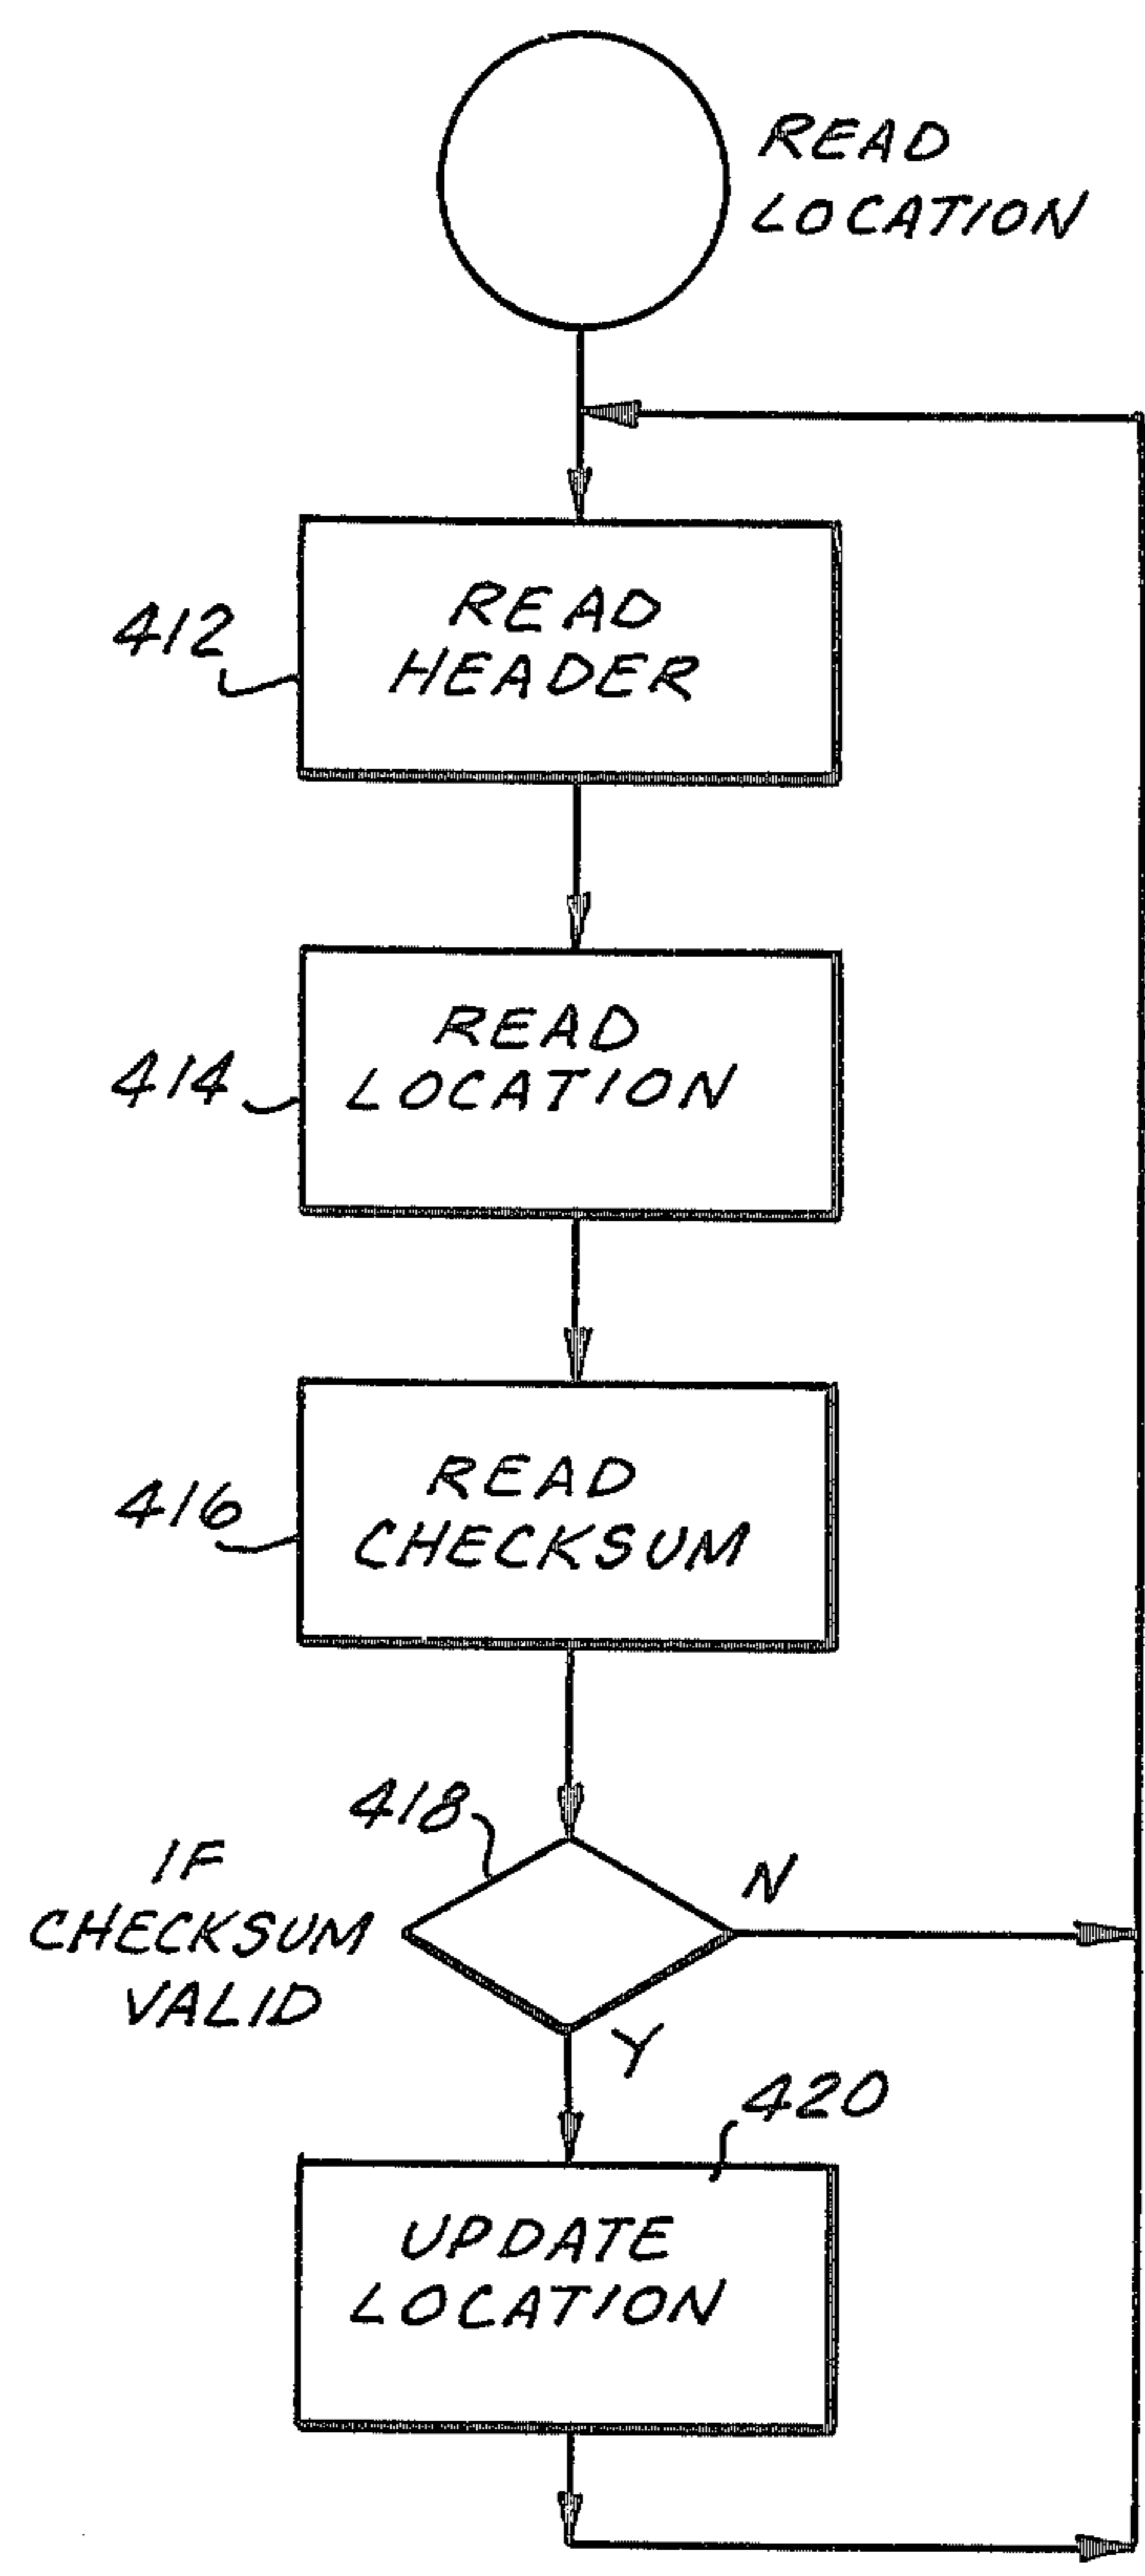 READ
LOCATION
READ
HEADER
412
READ
LOCATION
414
READ
CHECKSUM
416
418
IF
CHECKSUM
VALID
N
Y
420
UPDATE
LOCATION